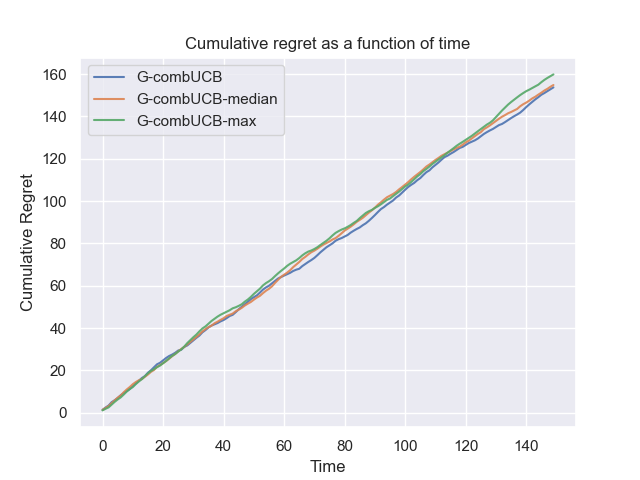 Cumulative regret as a function of time
G-combUCB
G-combUCB-median
G-combUCB-max
160
140
120
100
80
60
40
20
0
Cumulative Regret
0 20 40 60 80 100 120 140
Time